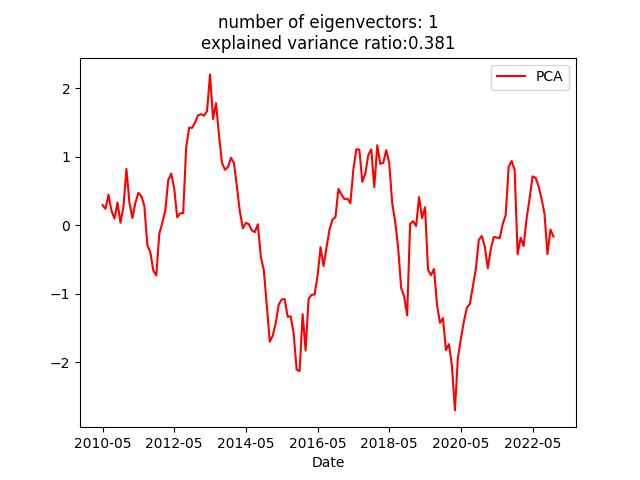 number of eigenvectors: 1
explained variance ratio:0.381
PCA
2
1
0
−1
−2
2010-05 2012-05 2014-05 2016-05 2018-05 2020-05 2022-05
Date